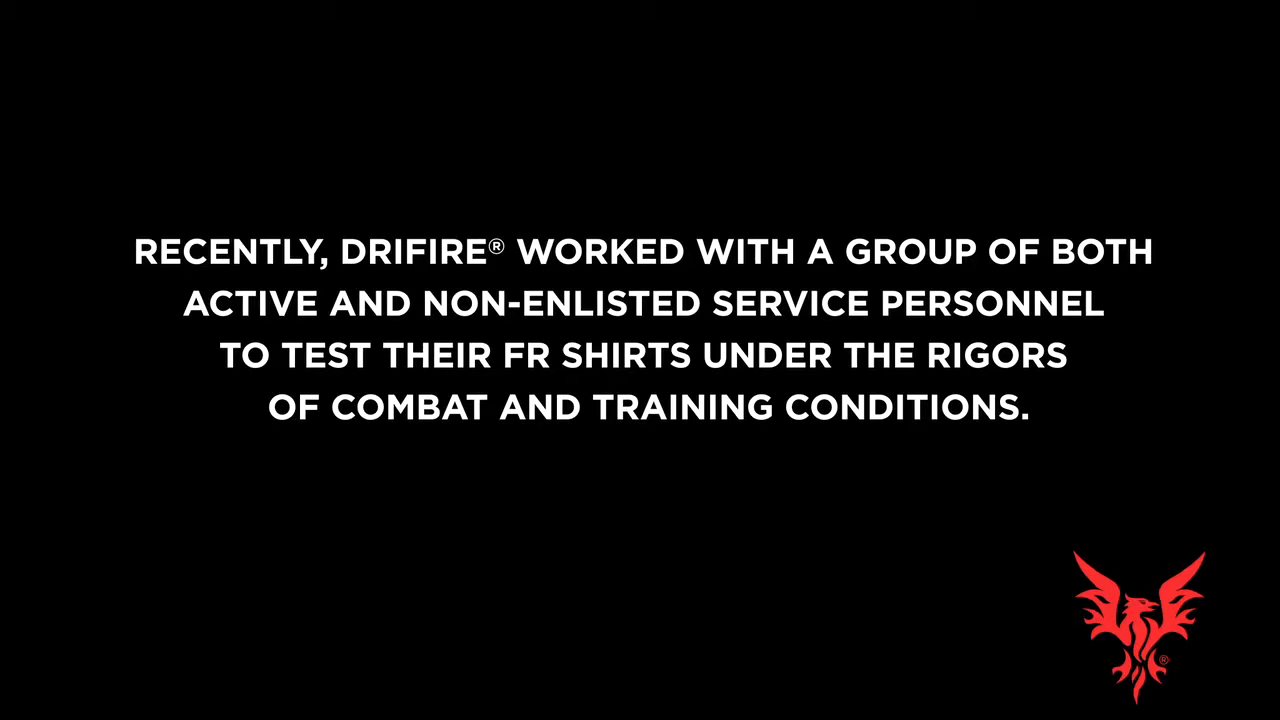 RECENTLY, DRIFIRE® WORKED WITH A GROUP OF BOTH
ACTIVE AND NON-ENLISTED SERVICE PERSONNEL
TO TEST THEIR FR SHIRTS UNDER THE RIGORS
OF COMBAT AND TRAINING CONDITIONS.
®